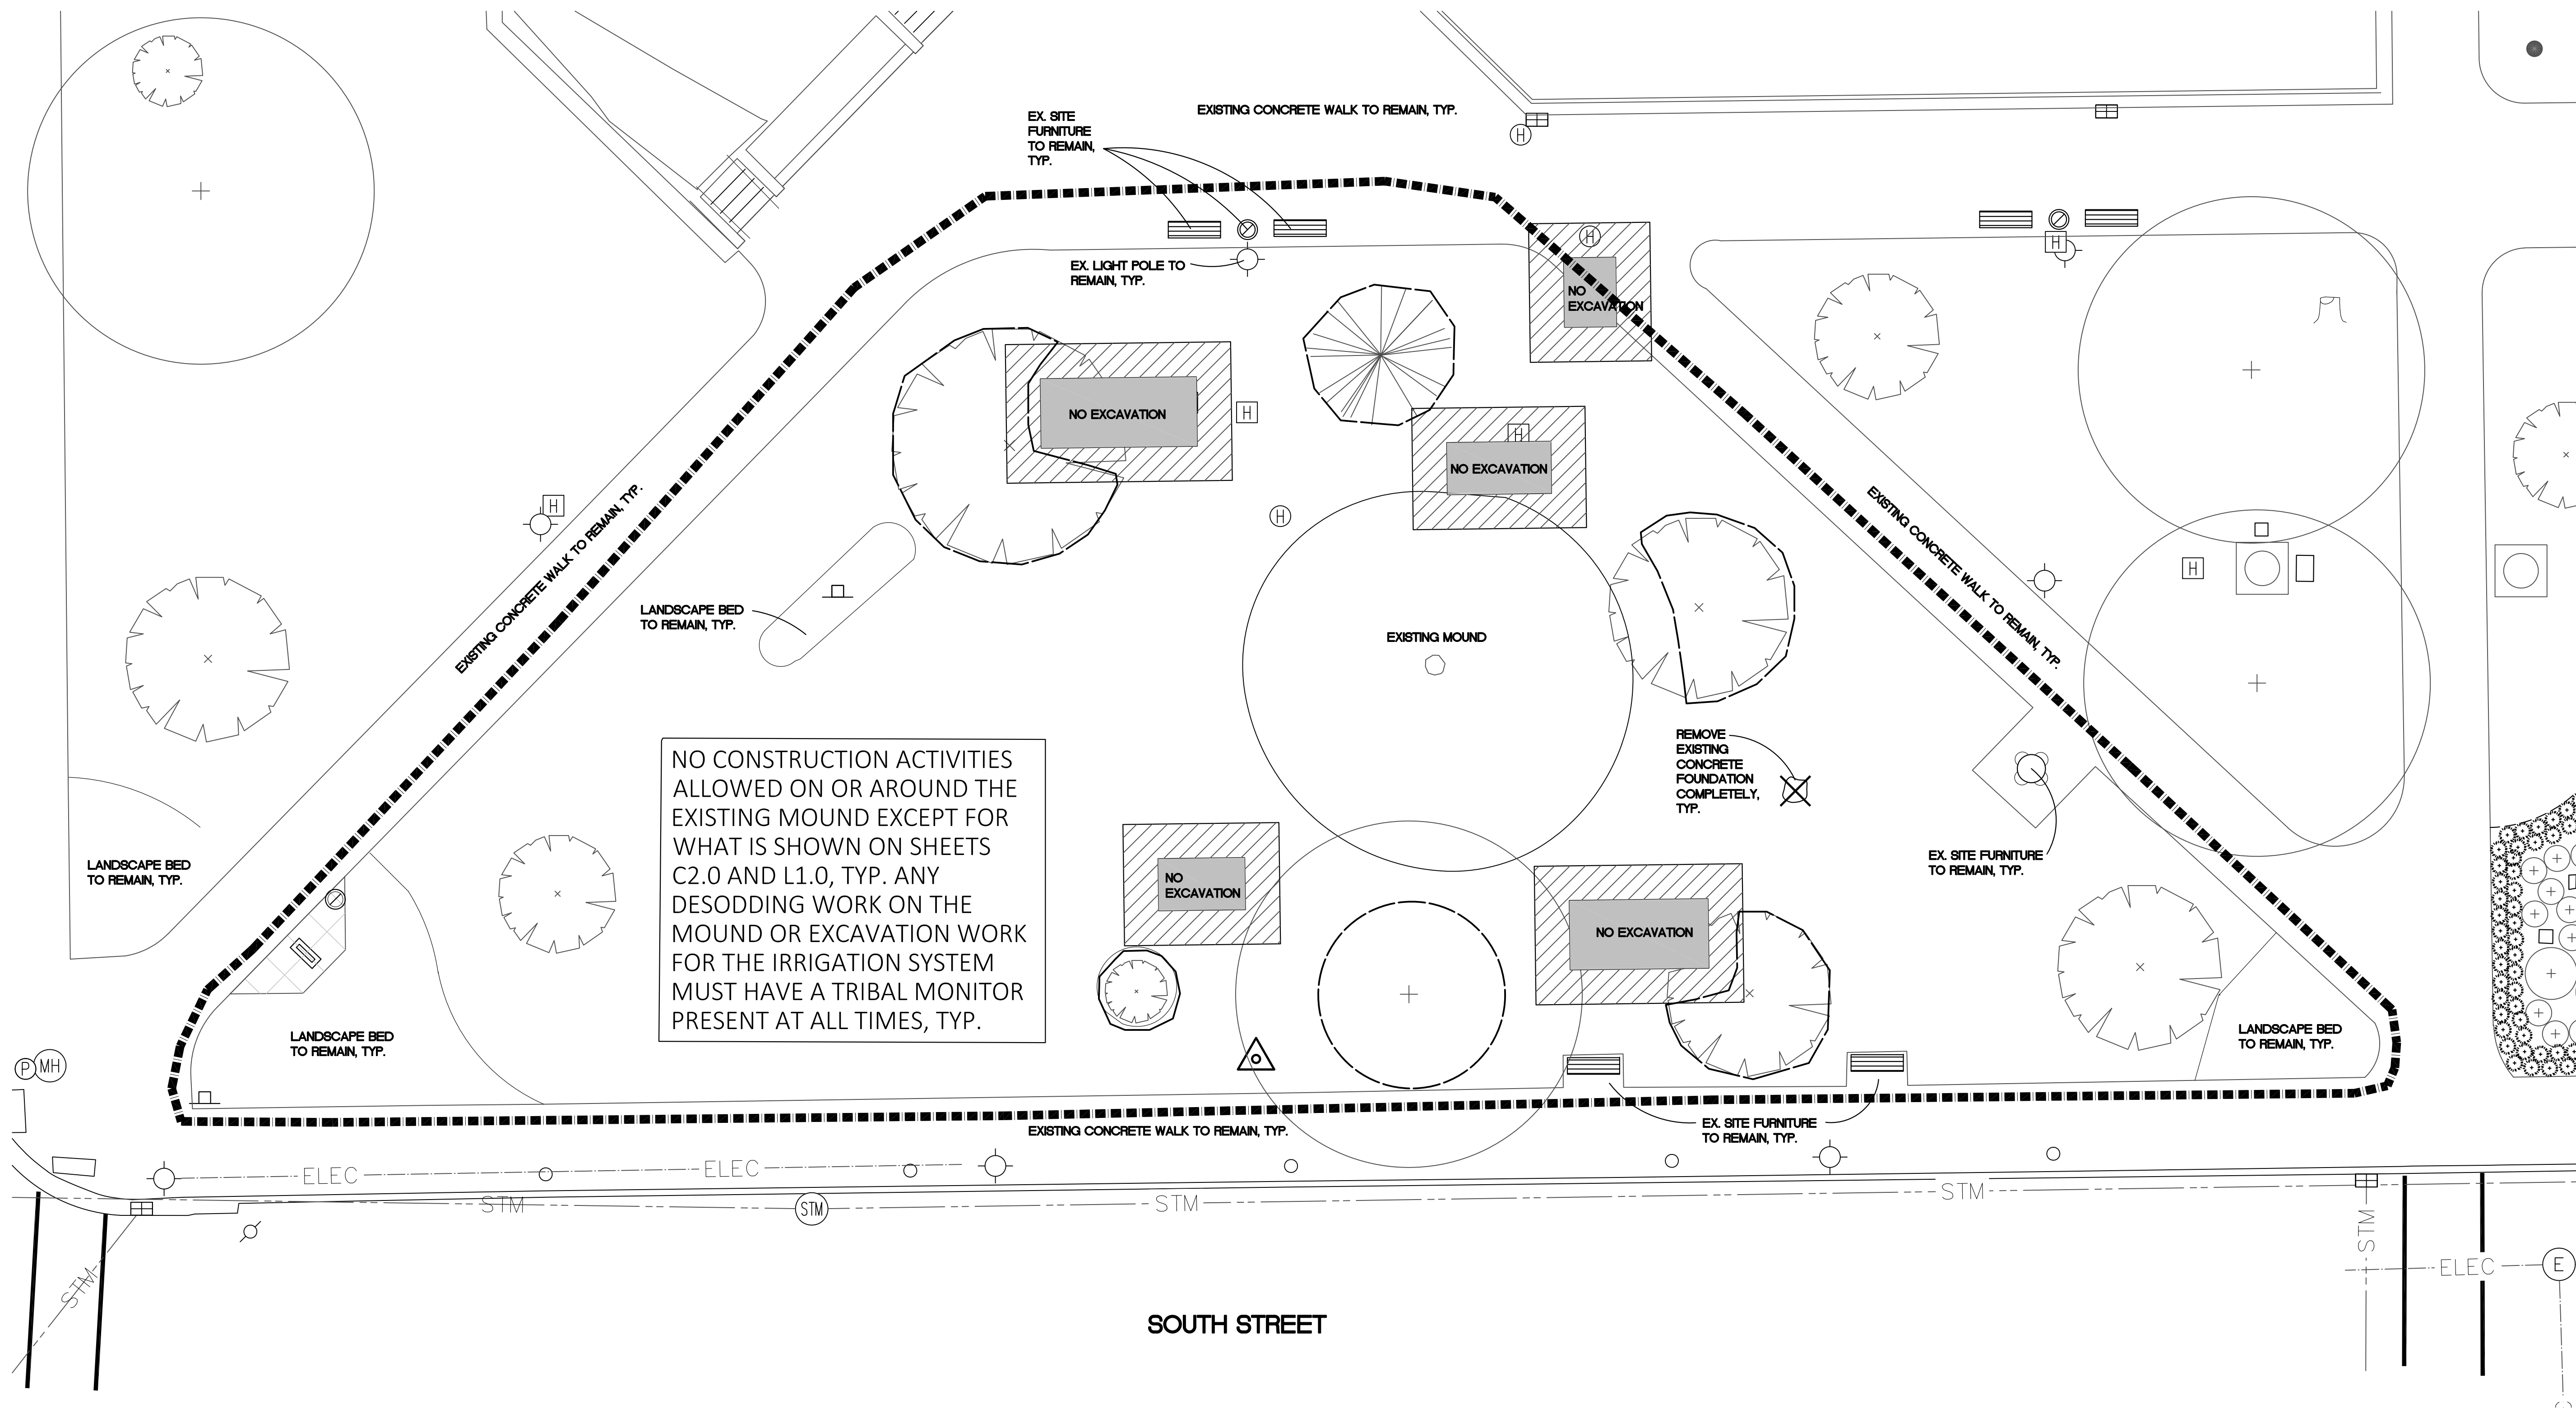 EXISTING CONCRETE WALK TO REMAIN, TYP.
EX. SITE
FURNITURE
TO REMAIN,
TYP.
H
H
H
EX. LIGHT POLE TO
REMAIN, TYP.
NO
EXCAVATION
NO EXCAVATION
H
H
NO EXCAVATION
H
H
EXISTING CONCRETE WALK TO REMAIN, TYP.
EXISTING CONCRETE WALK TO REMAIN, TYP.
H
LANDSCAPE BED
TO REMAIN, TYP.
EXISTING MOUND
REMOVE
EXISTING
CONCRETE
FOUNDATION
COMPLETELY,
TYP.
NO CONSTRUCTION ACTIVITIES
ALLOWED ON OR AROUND THE
EXISTING MOUND EXCEPT FOR
WHAT IS SHOWN ON SHEETS
C2.0 AND L1.0, TYP. ANY
DESODDING WORK ON THE
MOUND OR EXCAVATION WORK
FOR THE IRRIGATION SYSTEM
MUST HAVE A TRIBAL MONITOR
PRESENT AT ALL TIMES, TYP.
LANDSCAPE BED
TO REMAIN, TYP.
NO
EXCAVATION
EX. SITE FURNITURE
TO REMAIN, TYP.
NO EXCAVATION
LANDSCAPE BED
TO REMAIN, TYP.
LANDSCAPE BED
TO REMAIN, TYP.
P
MH
EXISTING CONCRETE WALK TO REMAIN, TYP.
EX. SITE FURNITURE
TO REMAIN, TYP.
ELEC
ELEC
STM
STM
STM
STM
STM
STM
ELEC
E
SOUTH STREET